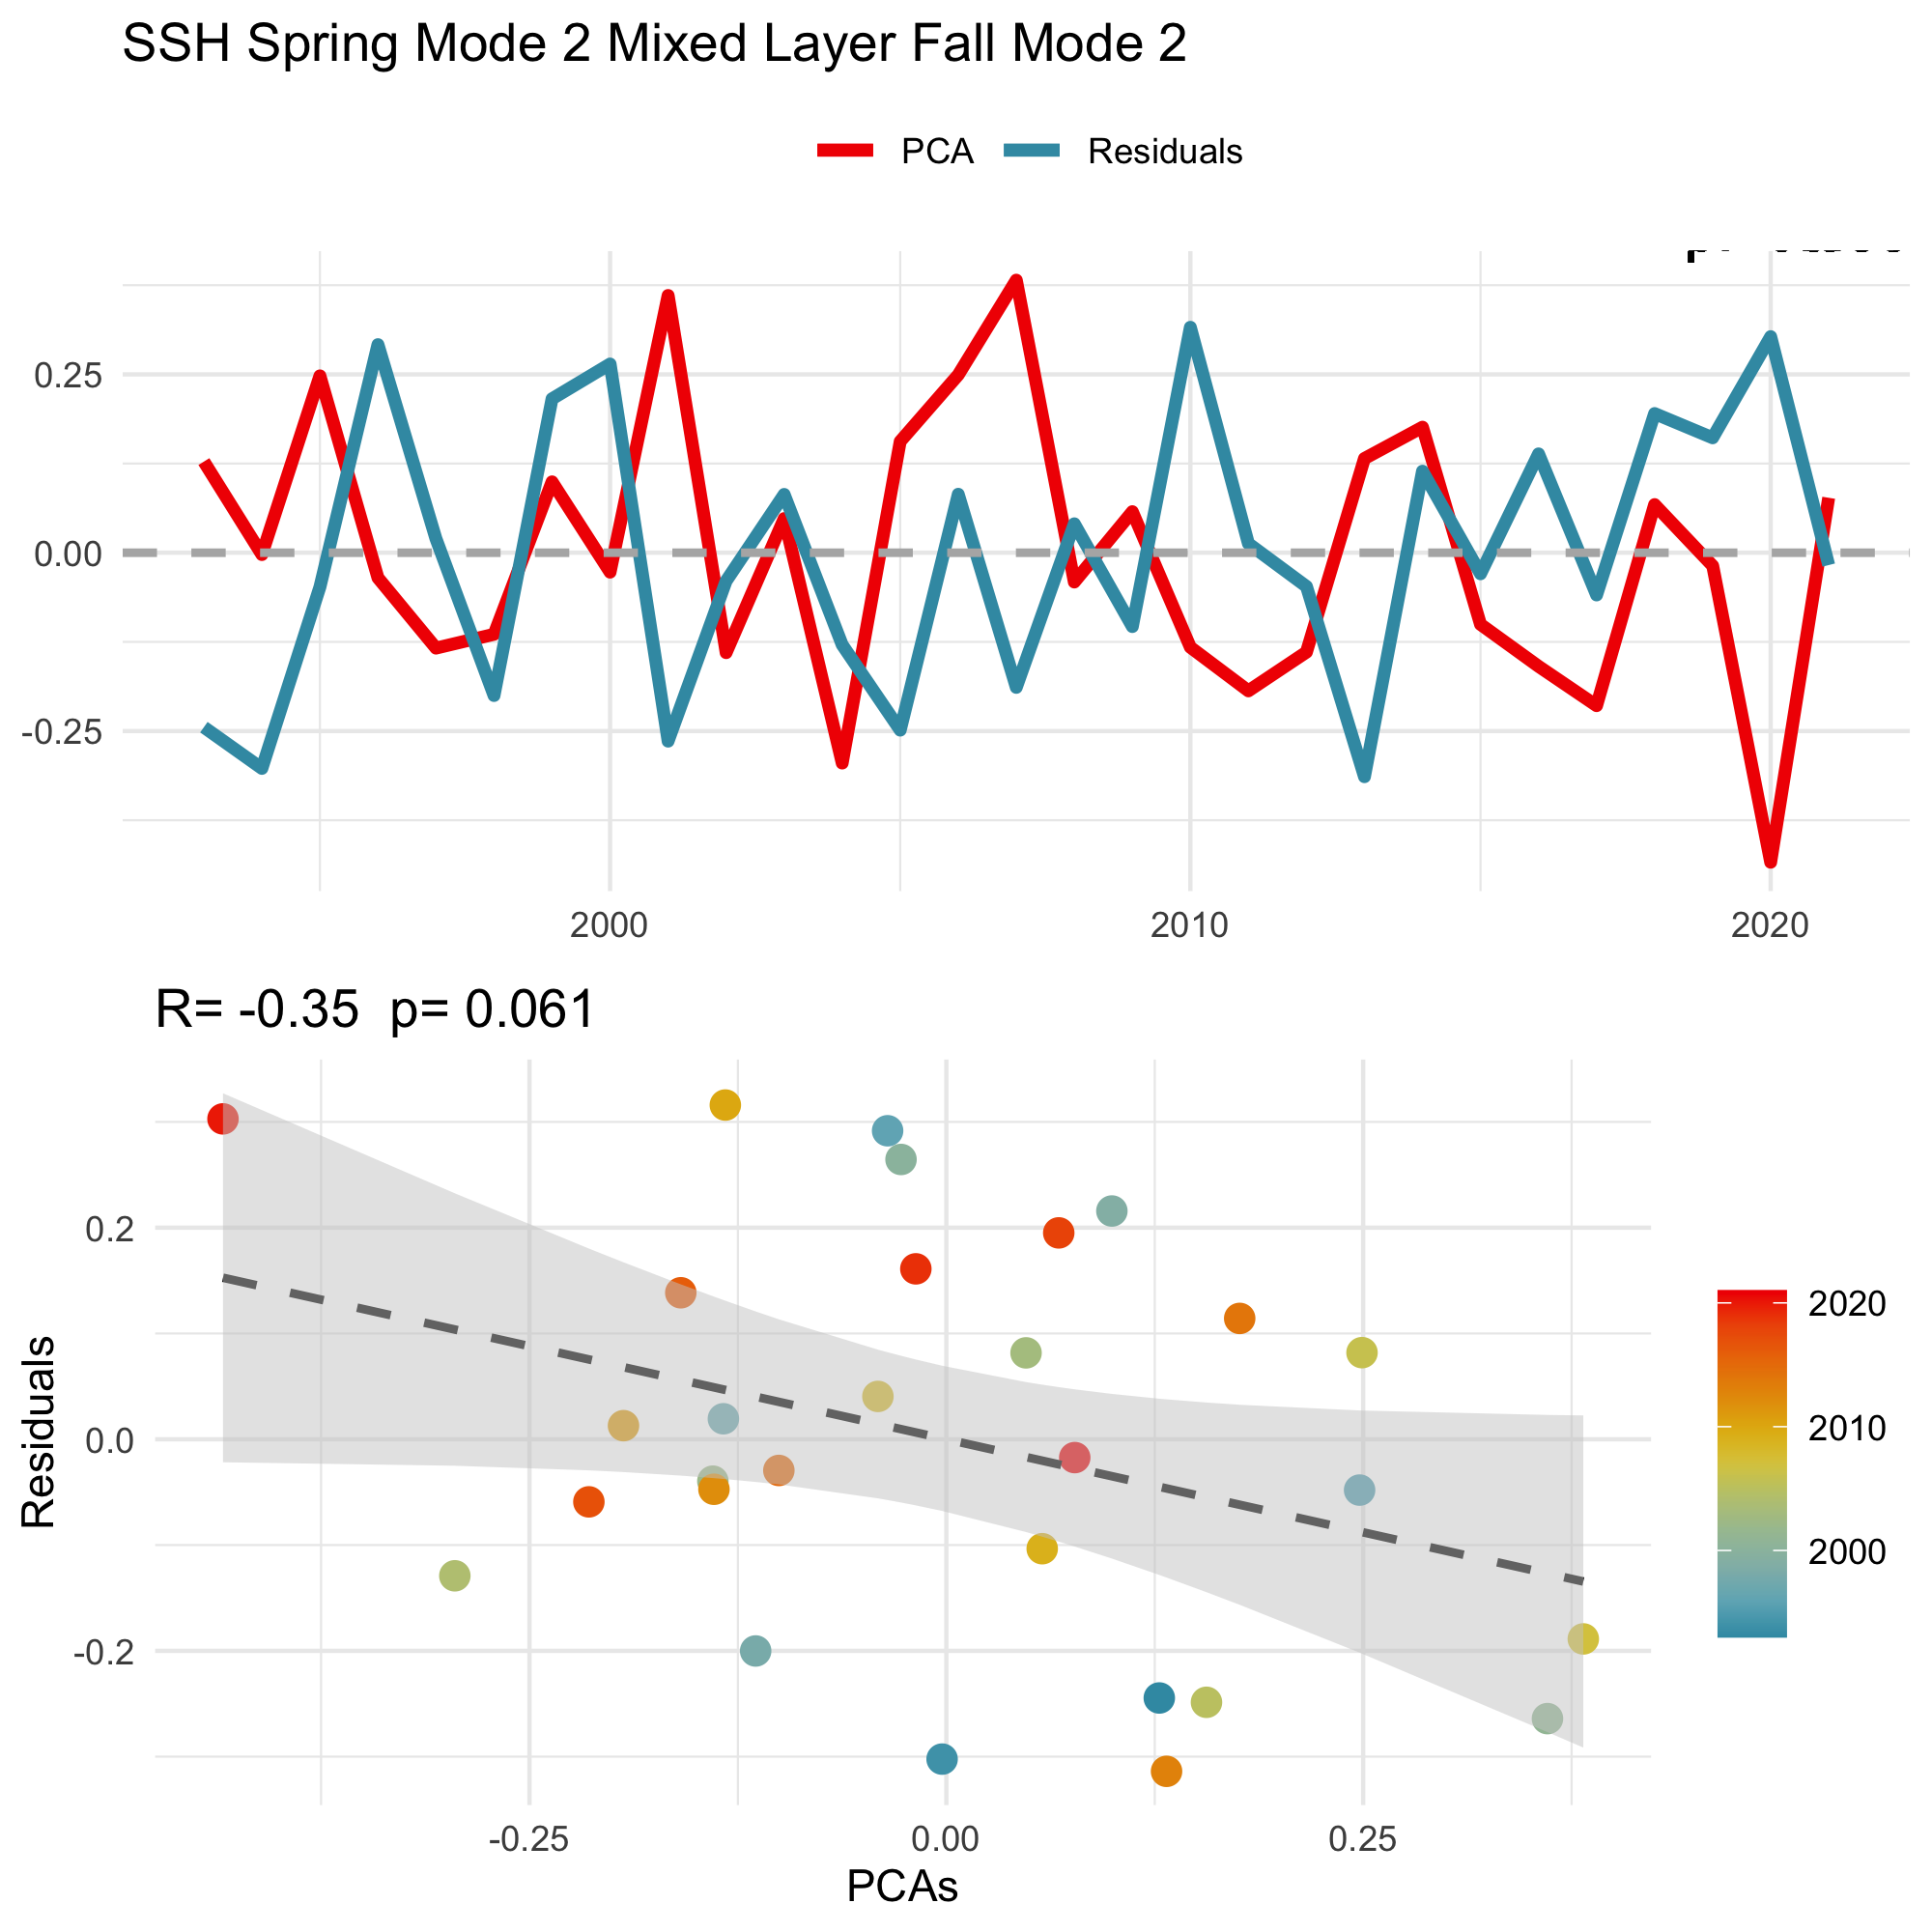 SSH Spring Mode 2 Mixed Layer Fall Mode 2
PCA Residuals
0.25
0.00
-0.25
2000 2010 2020
R= -0.35 p= 0.061
Residuals
0.2
0.0
-0.2
-0.25 0.00 0.25
PCAs
2020
2010
2000